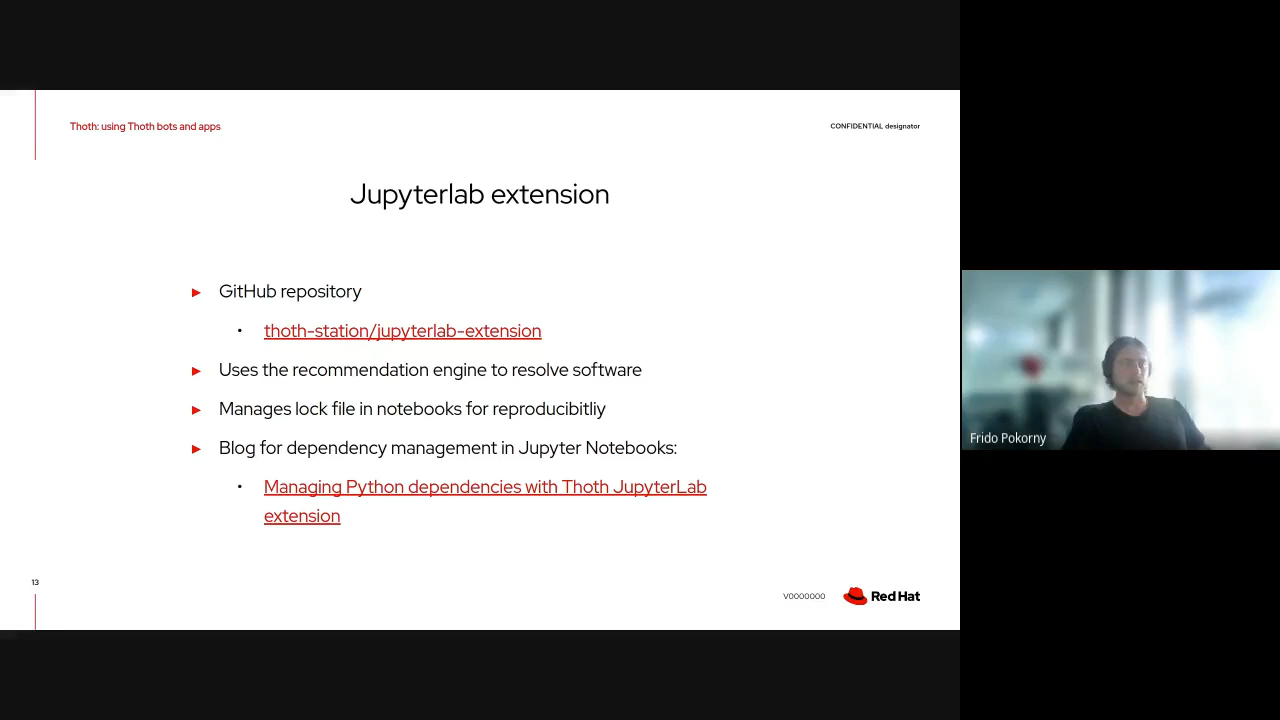 Thoth: using Thoth bots and apps
CONFIDENTIAL designator
Jupyterlab extension
► GitHub repository
• thoth-station/jupyterlab-extension
► Uses the recommendation engine to resolve software
► Manages lock file in notebooks for reproducibitliy
► Blog for dependency management in Jupyter Notebooks:
• Managing Python dependencies with Thoth JupyterLab
extension
13
V0000000
Red Hat
Frido Pokorny